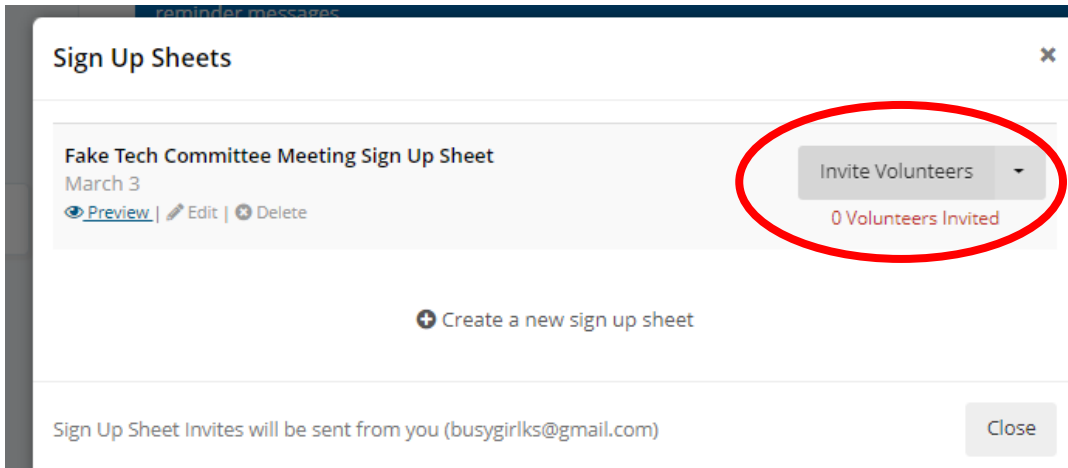 reminder messages
Sign Up Sheets
Fake Tech Committee Meeting Sign Up Sheet
March 3
Preview | Edit | Delete
Invite Volunteers
0 Volunteers Invited
Create a new sign up sheet
Sign Up Sheet Invites will be sent from you (busygirlks@gmail.com)
Close